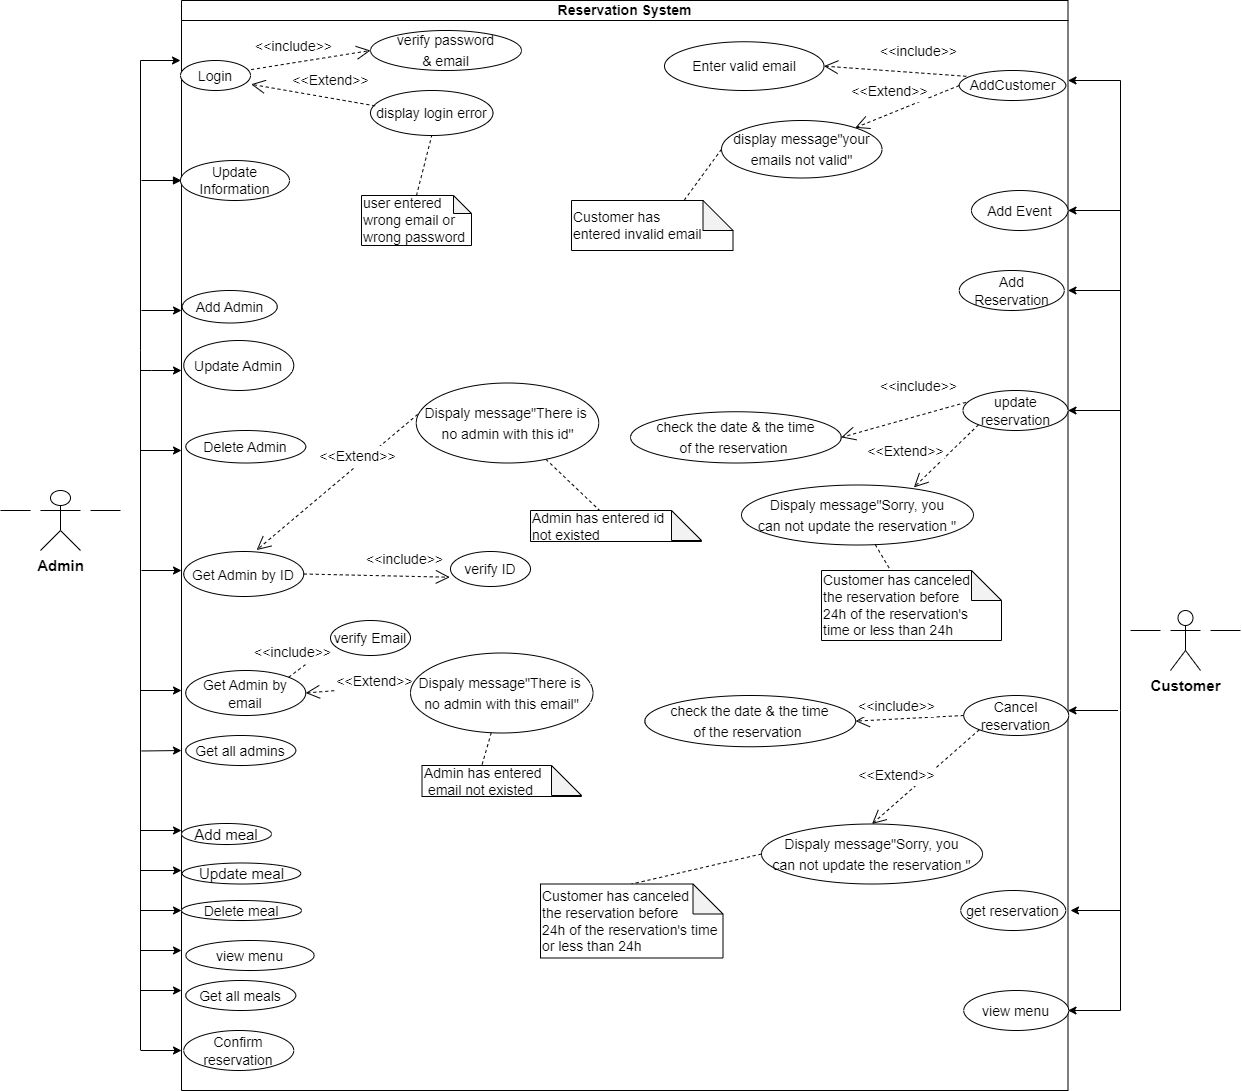 Reservation System
<<include>>
verify password
& email
Login
<<Extend>>
display login error
user entered
wrong email or
wrong password
Update
Information
Add Admin
Update Admin
Delete Admin
Dispaly message"There is
no admin with this id"
<<Extend>>
Admin has entered id
not existed
Get Admin by ID
<<include>>
verify ID
verify Email
<<include>>
Get Admin by
email
<<Extend>>
Dispaly message"There is
no admin with this email"
Admin has entered
email not existed
Get all admins
Add meal
Update meal
Delete meal
view menu
Get all meals
Confirm
reservation
Admin
<<include>>
Enter valid email
AddCustomer
<<Extend>>
display message"your
emails not valid"
Customer has
entered invalid email
Add Event
Add
Reservation
<<include>>
update
reservation
check the date & the time
of the reservation
<<Extend>>
Dispaly message"Sorry, you
can not update the reservation "
Customer has canceled
the reservation before
24h of the reservation's
time or less than 24h
<<include>>
Cancel
reservation
check the date & the time
of the reservation
<<Extend>>
Dispaly message"Sorry, you
can not update the reservation "
Customer has canceled
the reservation before
24h of the reservation's time
or less than 24h
get reservation
view menu
Customer